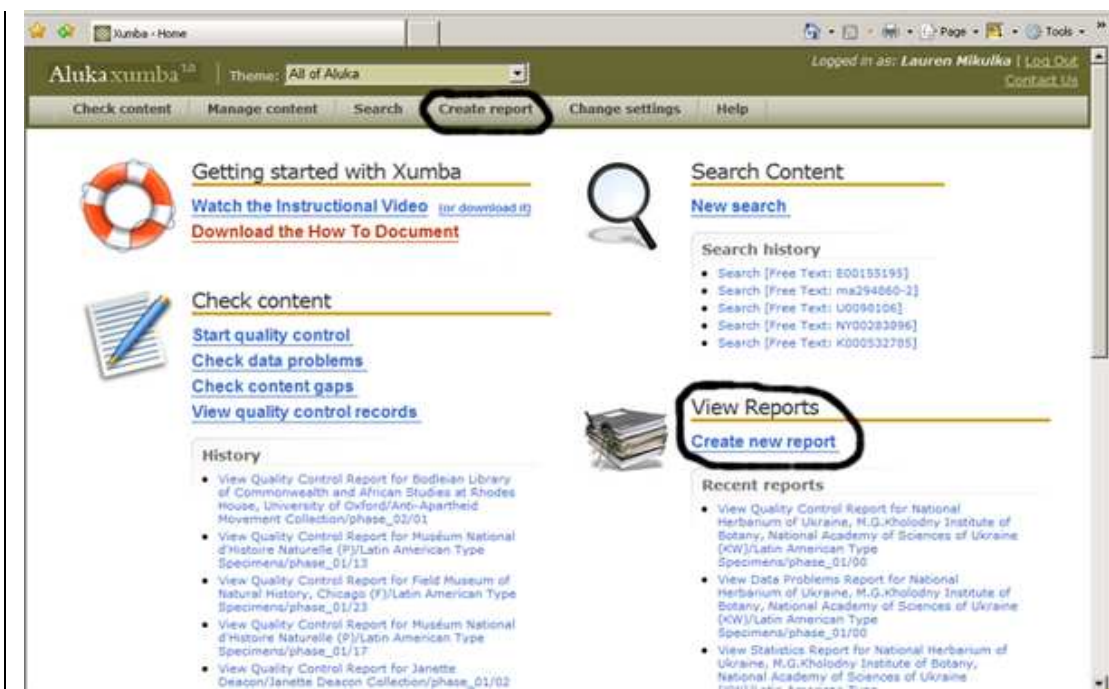 Xumba - Home
Page
Tools
Aluka xumba 1.0
Theme: All of Aluka
Logged in as: Lauren Mikulka | Log Out
Contact Us
Check content Manage content Search Create report Change settings Help
Getting started with Xumba
Watch the Instructional Video (or download it)
Download the How To Document
Check content
Start quality control
Check data problems
Check content gaps
View quality control records
History
View Quality Control Report for Bodleian Library
of Commonwealth and African Studies at Rhodes
House, University of Oxford/Anti-Apartheid
Movement Collection/phase_02/01
View Quality Control Report for Muséum National
d'Histoire Naturelle (P)/Latin American Type
Specimens/phase_01/13
View Quality Control Report for Field Museum of
Natural History, Chicago (F)/Latin American Type
Specimens/phase_01/23
View Quality Control Report for Muséum National
d'Histoire Naturelle (P)/Latin American Type
Specimens/phase_01/17
View Quality Control Report for Janette
Deacon/Janette Deacon Collection/phase_01/02
Search Content
New search
Search history
Search [Free Text: E00155195]
Search [Free Text: ma294860-2]
Search [Free Text: U0098106]
Search [Free Text: NY00283896]
Search [Free Text: K000532785]
View Reports
Create new report
Recent reports
View Quality Control Report for National
Herbarium of Ukraine, M.G.Kholodny Institute of
Botany, National Academy of Sciences of Ukraine
(KW)/Latin American Type
Specimens/phase_01/00
View Data Problems Report for National
Herbarium of Ukraine, M.G.Kholodny Institute of
Botany, National Academy of Sciences of Ukraine
(KW)/Latin American Type
Specimens/phase_01/00
View Statistics Report for National Herbarium of
Ukraine, M.G.Kholodny Institute of Botany,
National Academy of Sciences of Ukraine